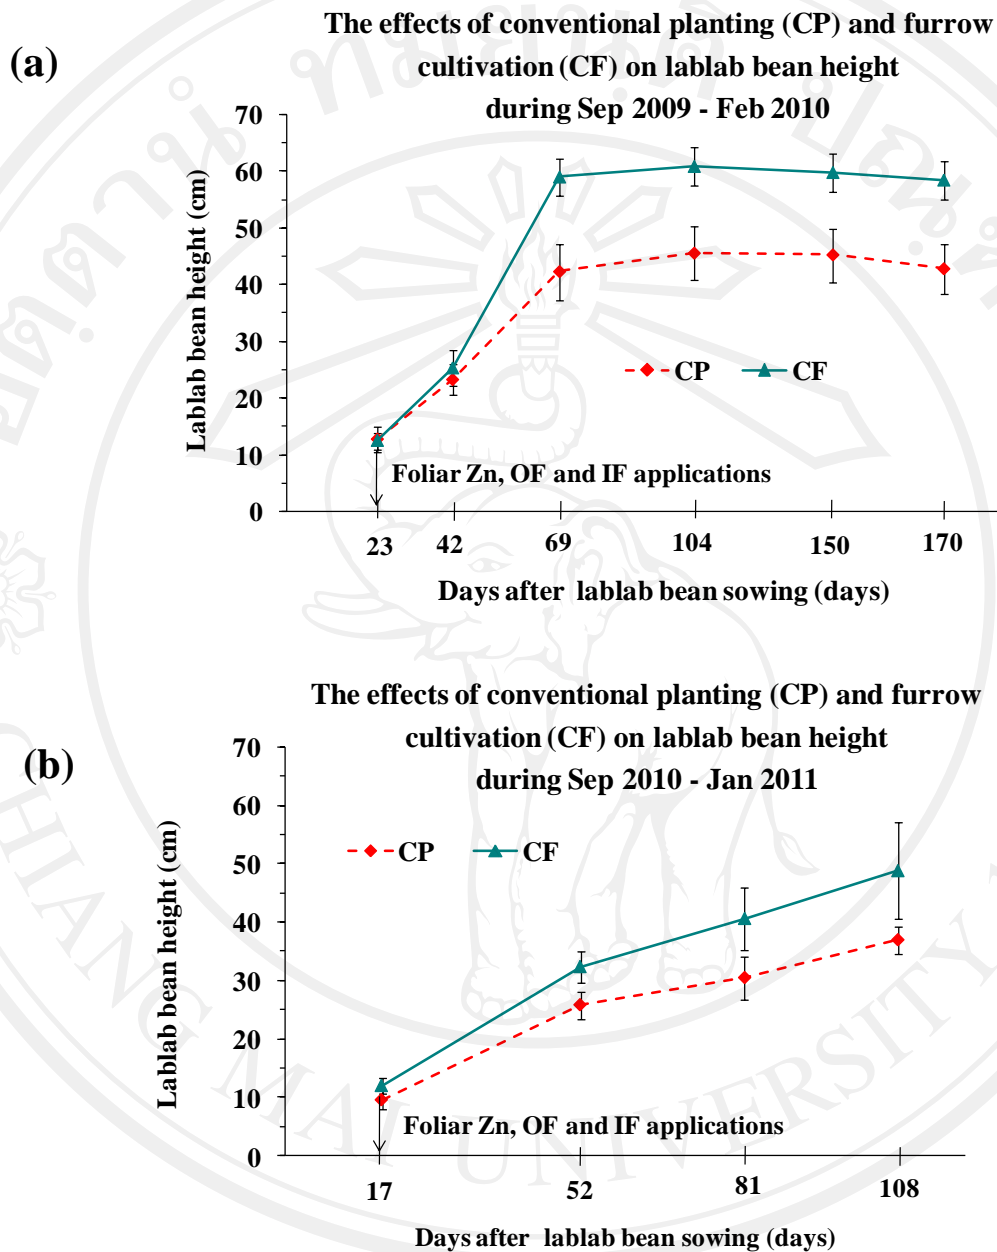 (a)
The effects of conventional planting (CP) and furrow
cultivation (CF) on lablab bean height
during Sep 2009 - Feb 2010
Lablab bean height (cm)
70
60
50
40
30
20
10
0
CP
CF
Foliar Zn, OF and IF applications
23 42 69 104 150 170
Days after lablab bean sowing (days)
(b)
The effects of conventional planting (CP) and furrow
cultivation (CF) on lablab bean height
during Sep 2010 - Jan 2011
Lablab bean height (cm)
70
60
50
40
30
20
10
0
CP
CF
Foliar Zn, OF and IF applications
17 52 81 108
Days after lablab bean sowing (days)
CHIANG MAI UNIVERSITY